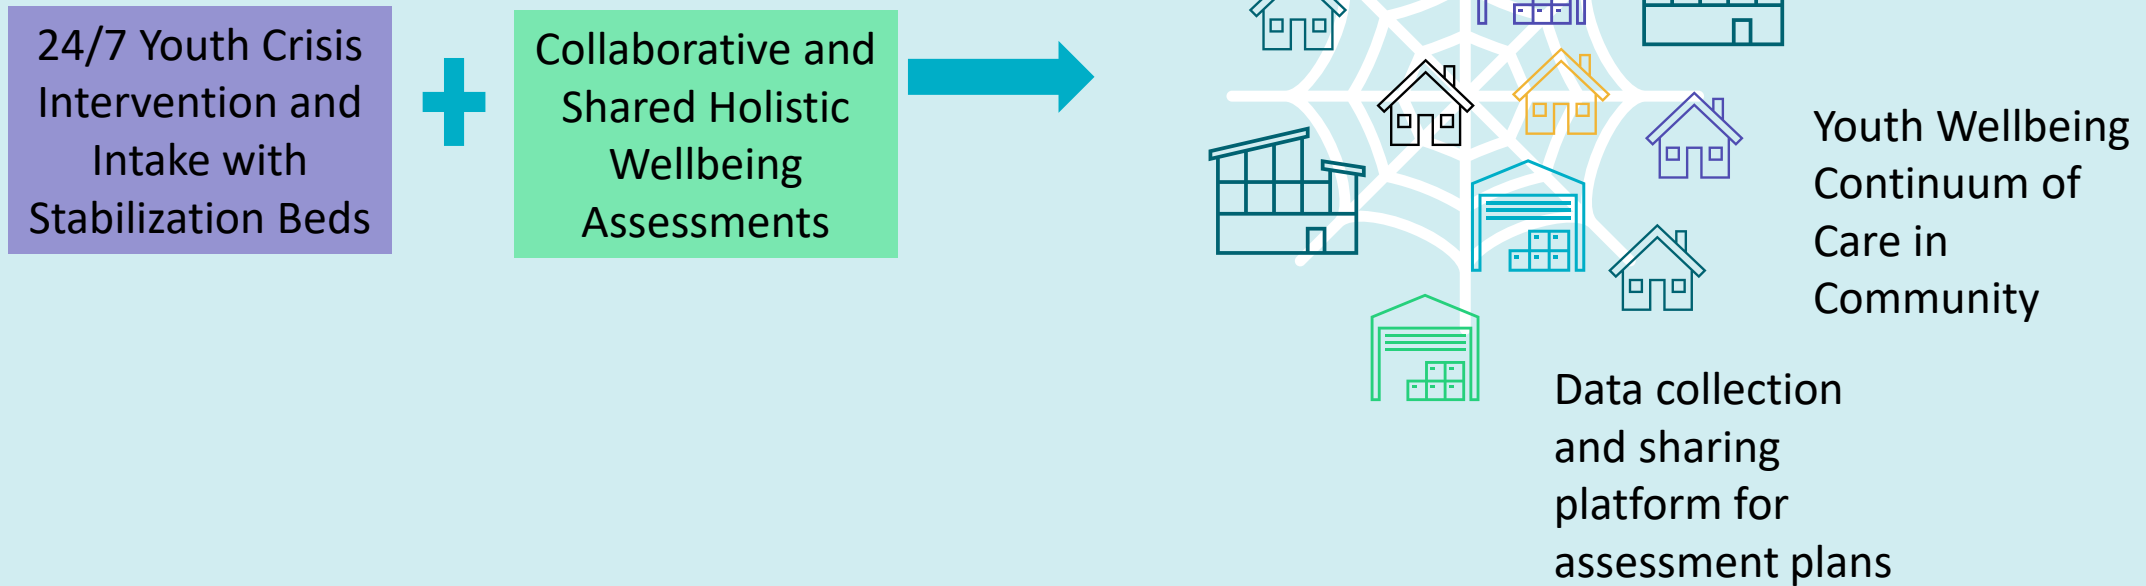 24/7 Youth Crisis
Intervention and
Intake with
Stabilization Beds
Collaborative and
Shared Holistic
Wellbeing
Assessments
Youth Wellbeing
Continuum of
Care in
Community
Data collection
and sharing
platform for
assessment plans